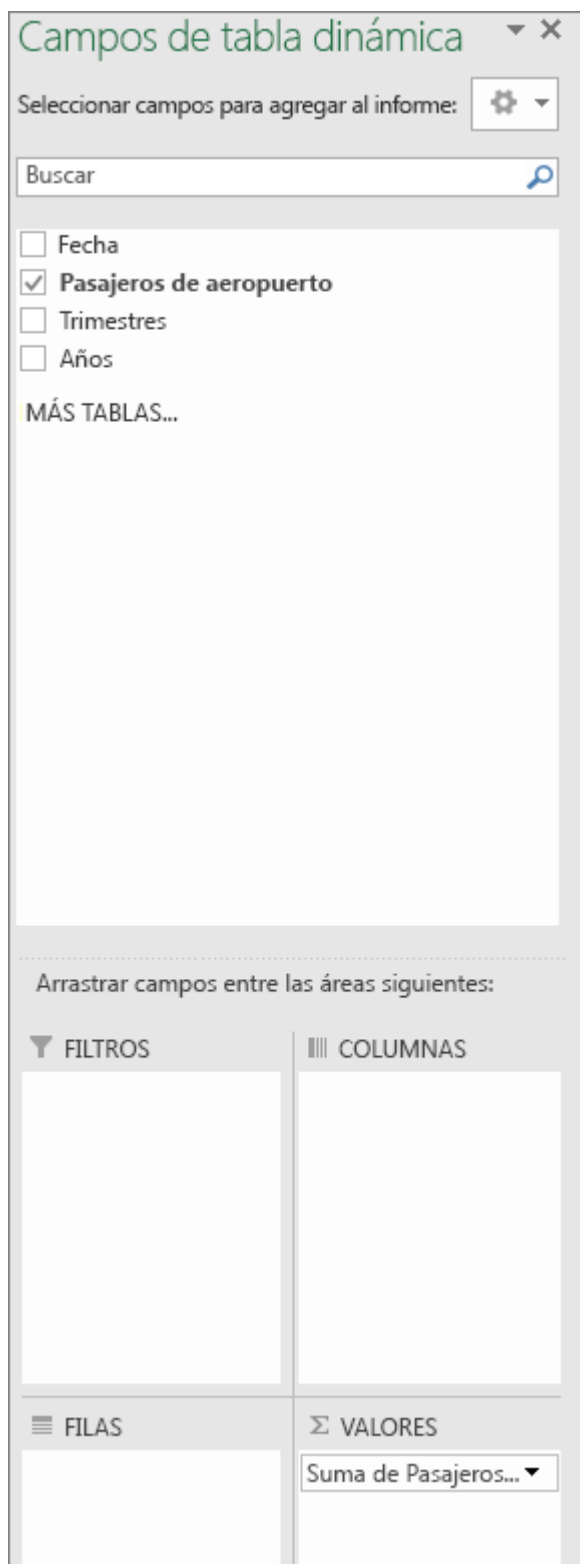 Campos de tabla dinámica
Seleccionar campos para agregar al informe:
Buscar
Fecha
Pasajeros de aeropuerto
Trimestres
Años
MÁS TABLAS...
Arrastrar campos entre las áreas siguientes:
FILTROS
COLUMNAS
FILAS
Σ VALORES
Suma de Pasajeros...